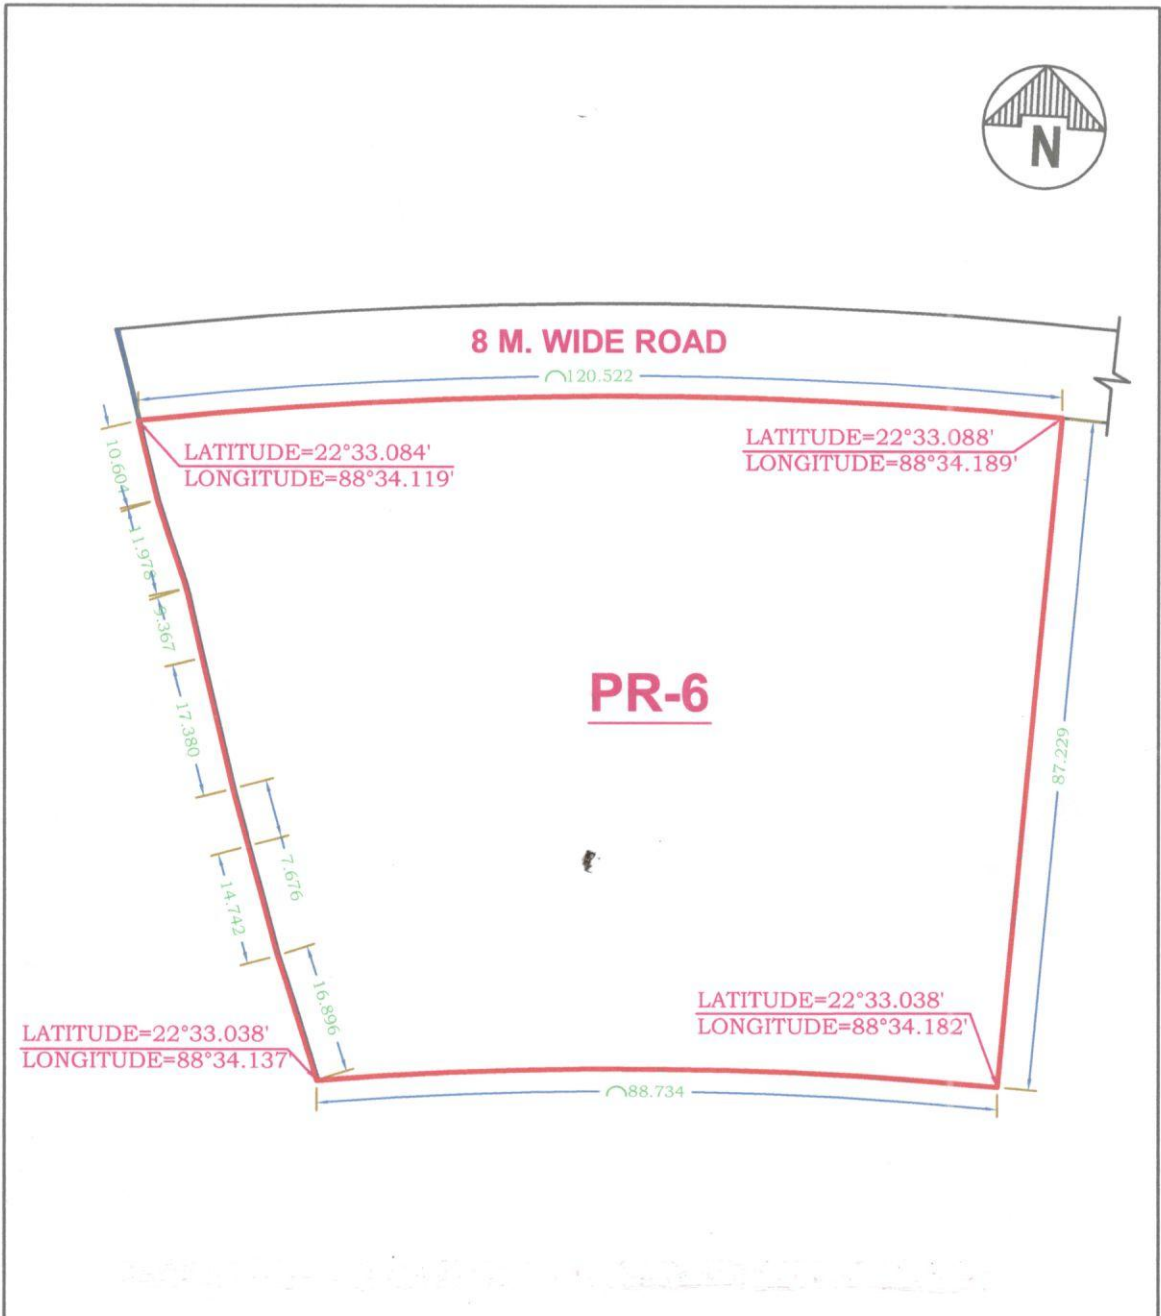 N
8 M. WIDE ROAD
⌒120.522
LATITUDE=22°33.084'
LONGITUDE=88°34.119'
LATITUDE=22°33.088'
LONGITUDE=88°34.189'
10.604
11.978
9.367
17.380
PR-6
87.229
7.676
14.742
16.896
LATITUDE=22°33.038'
LONGITUDE=88°34.137'
LATITUDE=22°33.038'
LONGITUDE=88°34.182'
⌒88.734